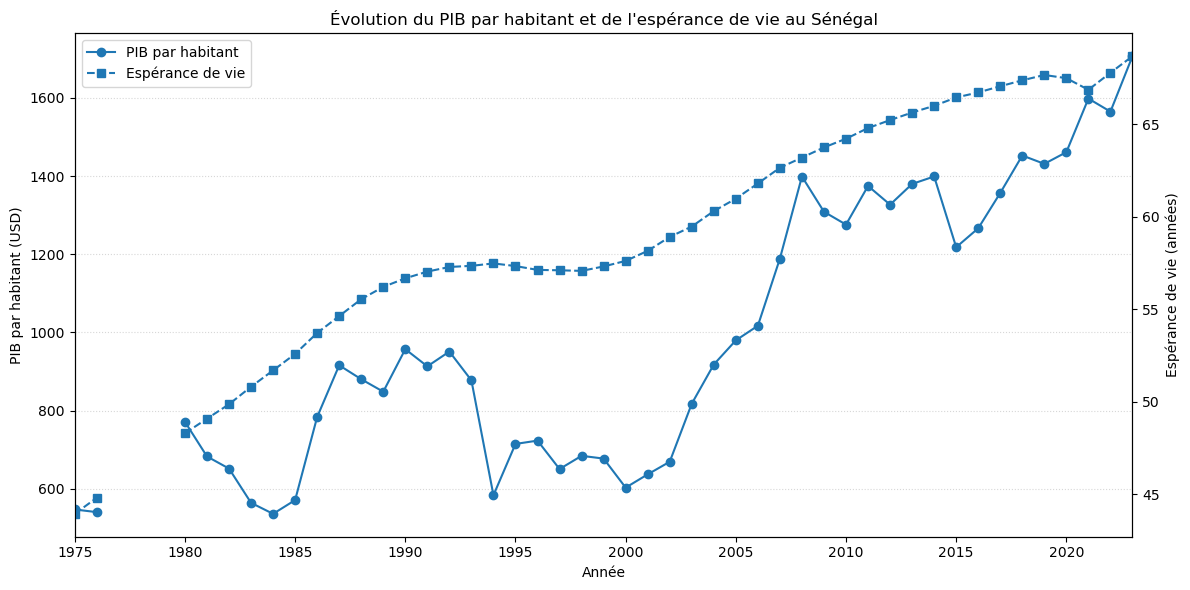 Évolution du PIB par habitant et de l'espérance de vie au Sénégal
PIB par habitant
Espérance de vie
PIB par habitant (USD)
1600
1400
1200
1000
800
600
65
60
55
50
45
Espérance de vie (années)
1975 1980 1985 1990 1995 2000 2005 2010 2015 2020
Année